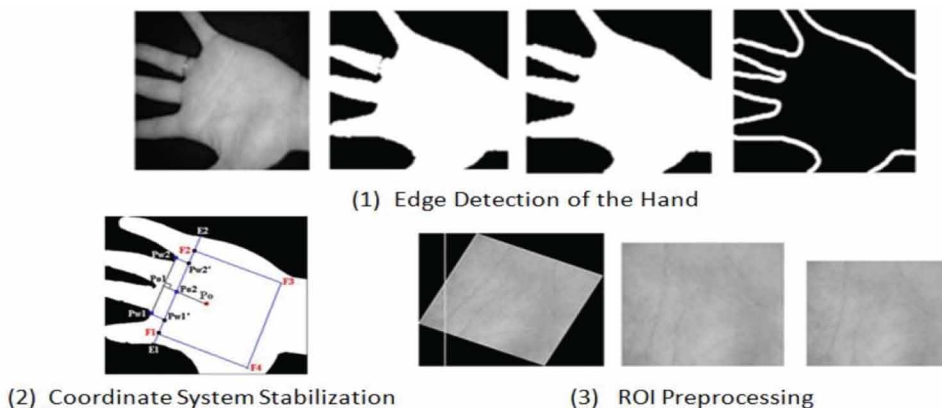 (1) Edge Detection of the Hand
E2
F2
Pw2
Pw2'
F3
Po1
Po2
Po
Pw1
Pw1'
F1
E1
F4
(2) Coordinate System Stabilization
(3) ROI Preprocessing